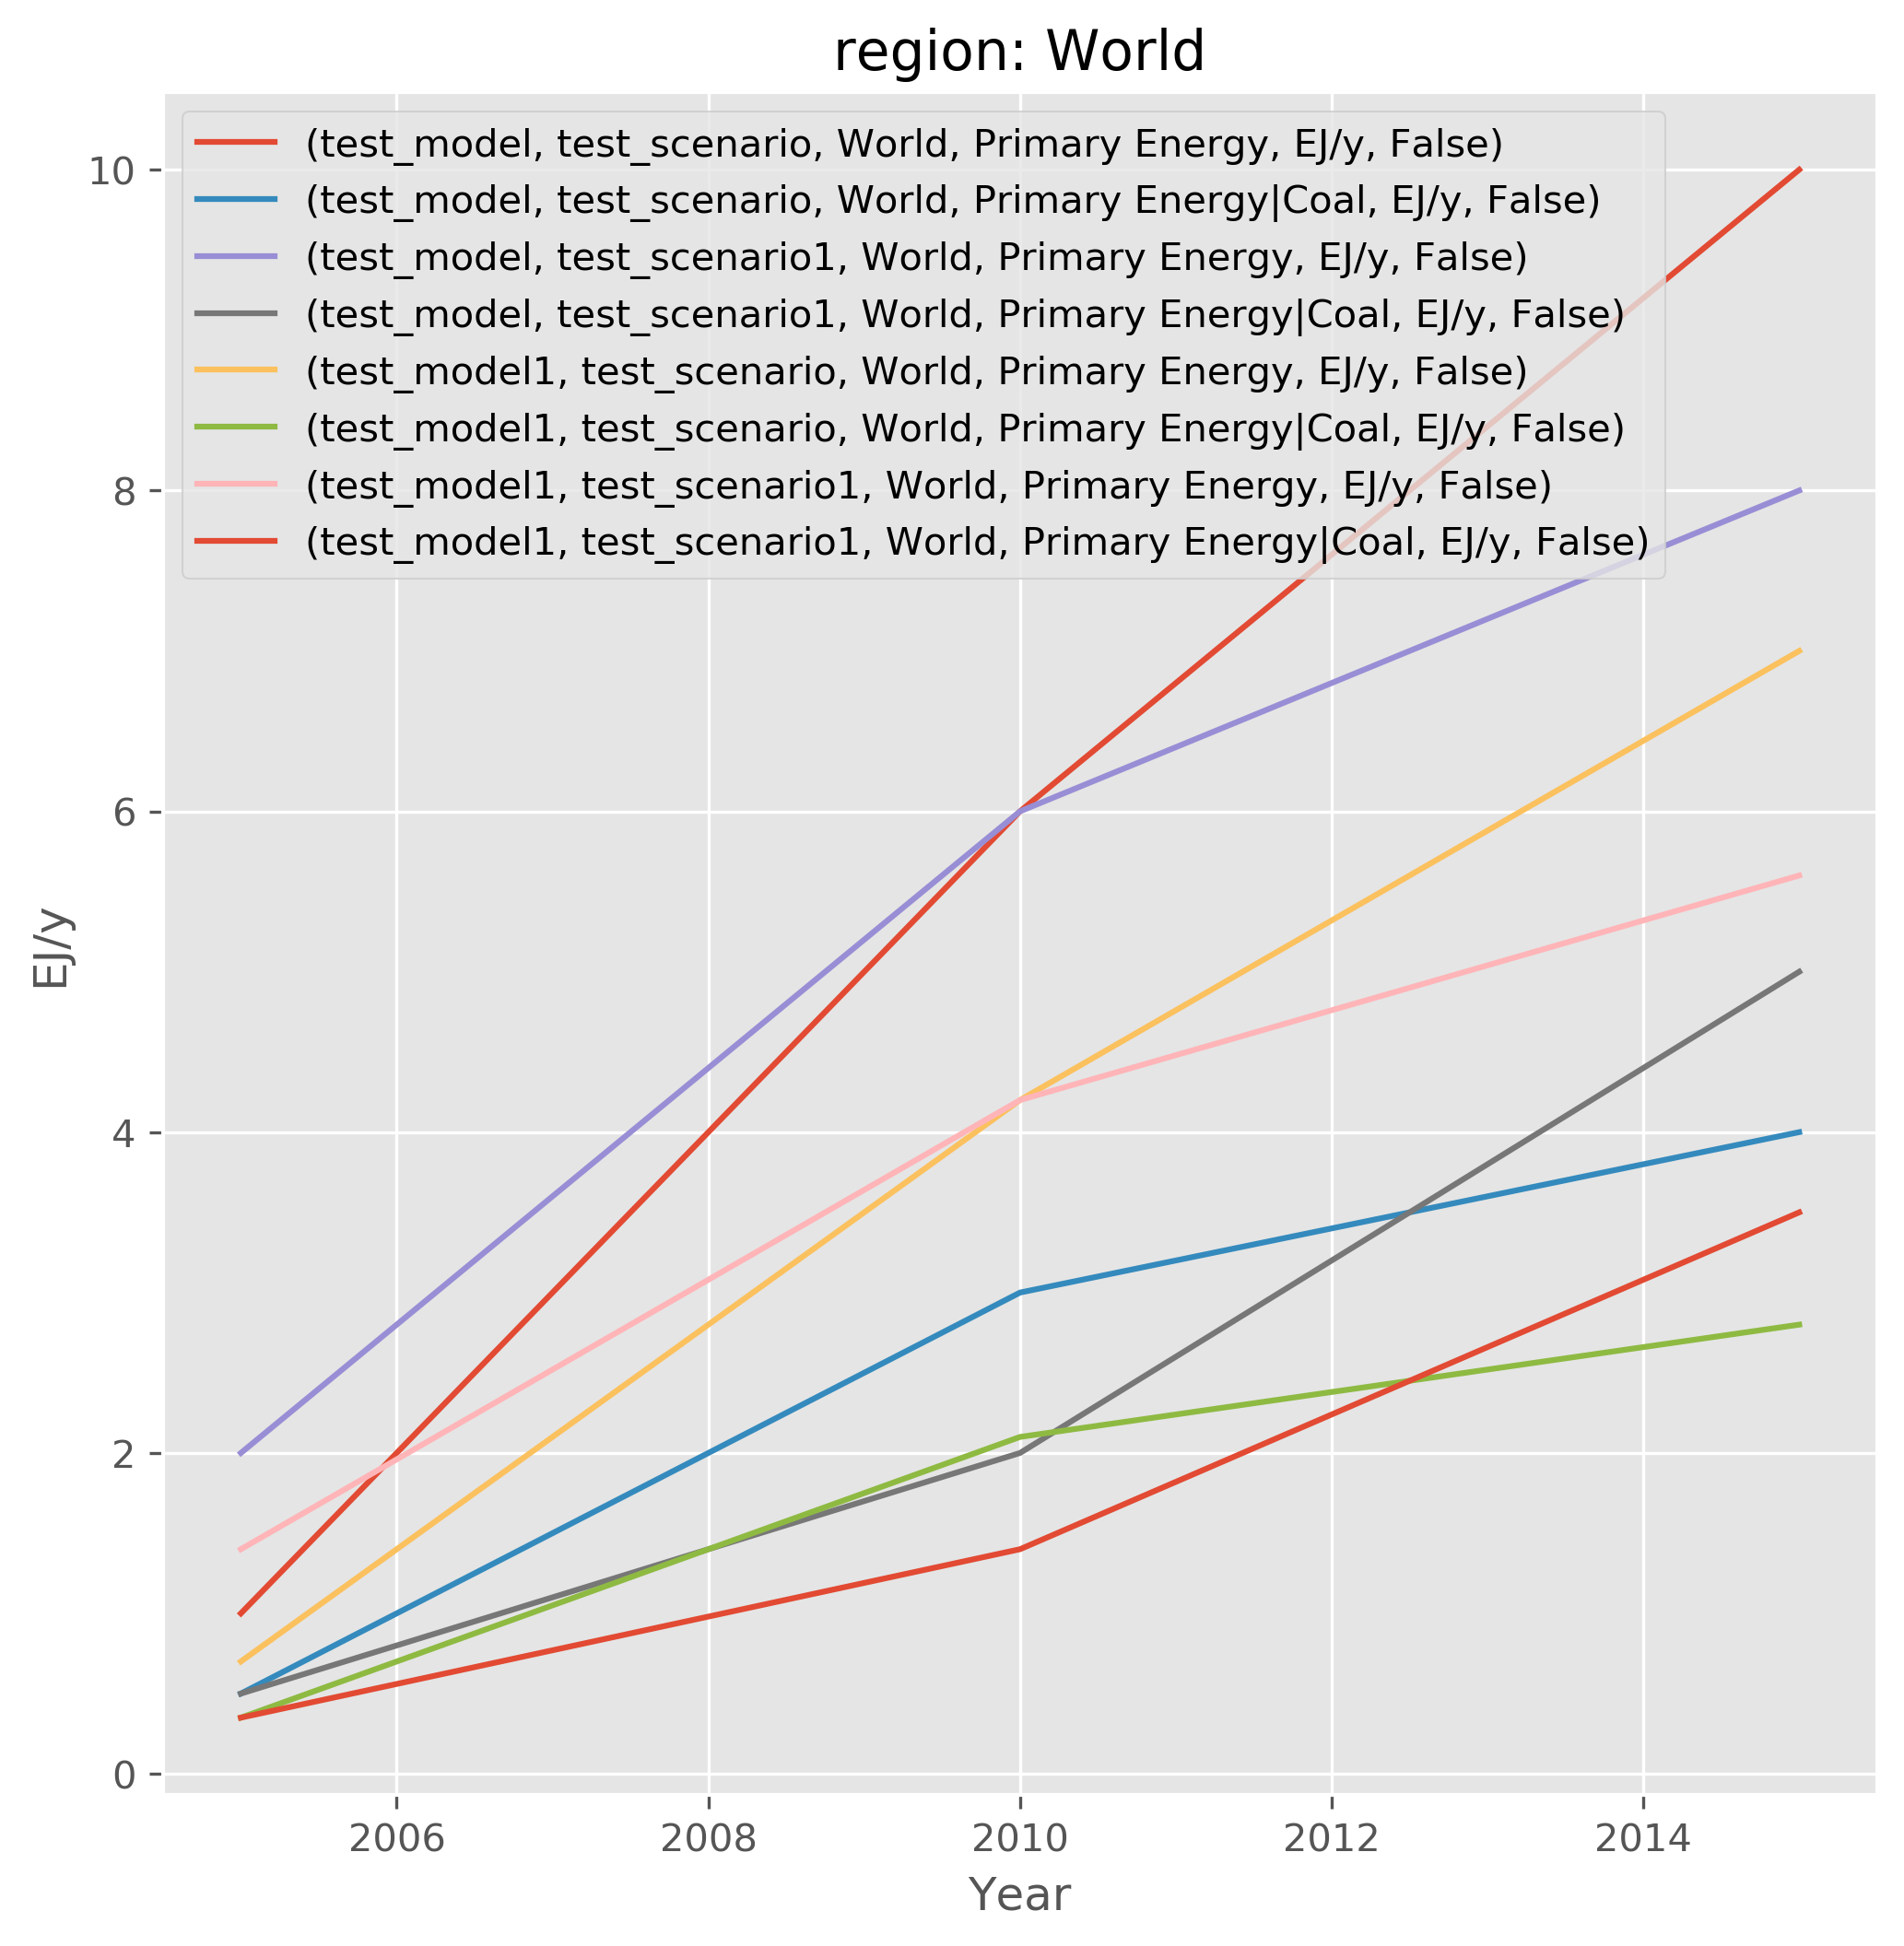 region: World
(test_model, test_scenario, World, Primary Energy, EJ/y, False)
(test_model, test_scenario, World, Primary Energy|Coal, EJ/y, False)
(test_model, test_scenario1, World, Primary Energy, EJ/y, False)
(test_model, test_scenario1, World, Primary Energy|Coal, EJ/y, False)
(test_model1, test_scenario, World, Primary Energy, EJ/y, False)
(test_model1, test_scenario, World, Primary Energy|Coal, EJ/y, False)
(test_model1, test_scenario1, World, Primary Energy, EJ/y, False)
(test_model1, test_scenario1, World, Primary Energy|Coal, EJ/y, False)
10
8
6
4
2
0
EJ/y
2006 2008 2010 2012 2014
Year